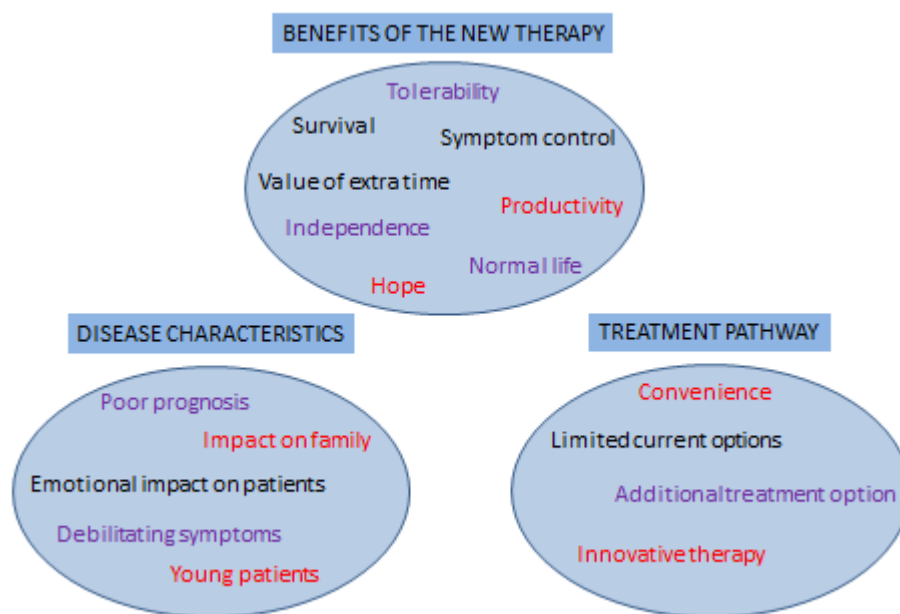 BENEFITS OF THE NEW THERAPY
Tolerability
Survival
Symptom control
Value of extra time
Productivity
Independence
Normal life
Hope
DISEASE CHARACTERISTICS
Poor prognosis
Impact on family
Emotional impact on patients
Debilitating symptoms
Young patients
TREATMENT PATHWAY
Convenience
Limited current options
Additional treatment option
Innovative therapy